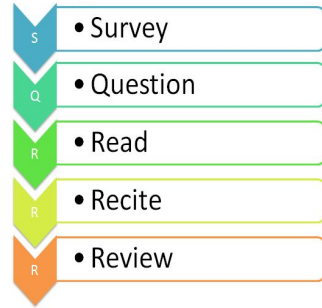 S • Survey
Q • Question
R • Read
R • Recite
R • Review